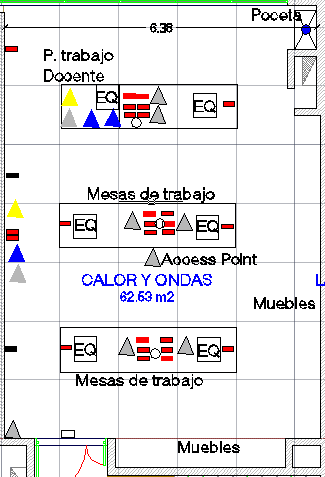 Poceta
6.38
P. trabajo
Docente
EQ
EQ
Mesas de trabajo
EQ
EQ
Access Point
CALOR Y ONDAS
L
62.53 m2
Muebles
EQ
EQ
Mesas de trabajo
Muebles